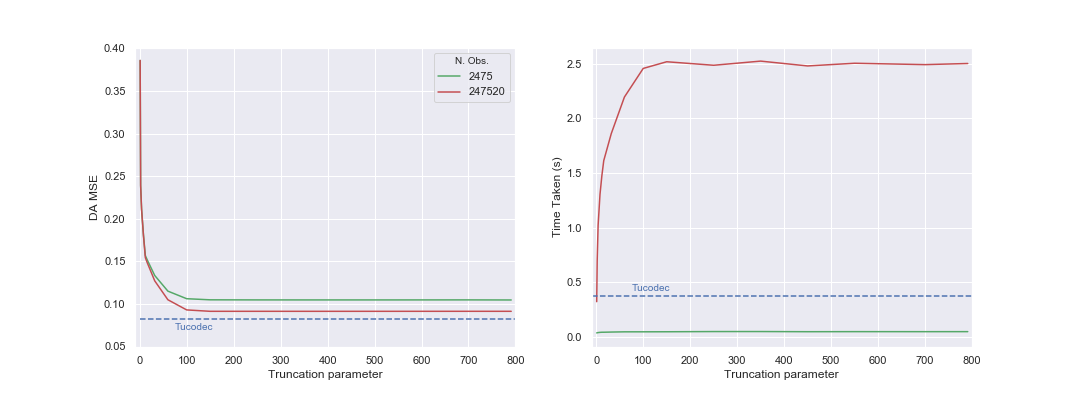 0.40
0.35
0.30
0.25
0.20
0.15
0.10
0.05
DA MSE
0 100 200 300 400 500 600 700 800
Truncation parameter
N. Obs.
2475
247520
Tucodec
2.5
2.0
1.5
1.0
0.5
0.0
Time Taken (s)
0 100 200 300 400 500 600 700 800
Truncation parameter
Tucodec